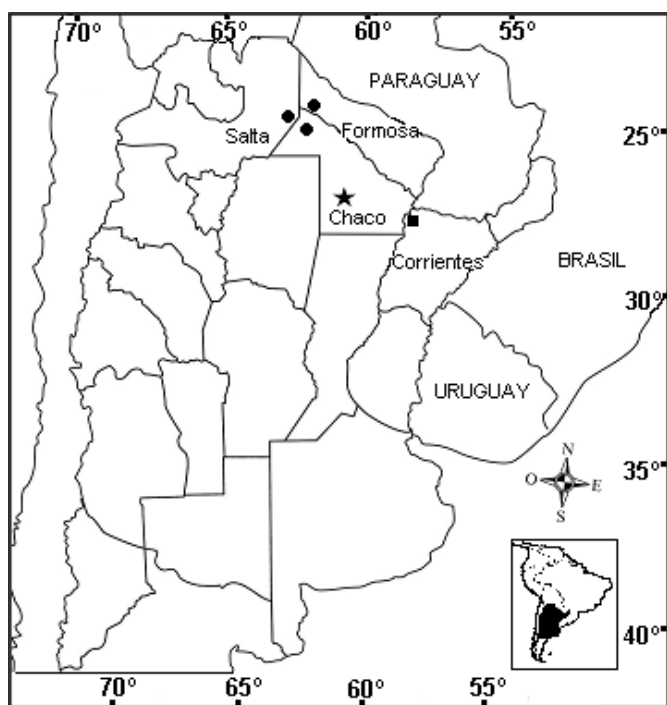 70° 65° 60° 55°
PARAGUAY
Salta Formosa
25°
Chaco
Corrientes
BRASIL
30°
URUGUAY
N
O E
S
35°
40°
70° 65° 60° 55°